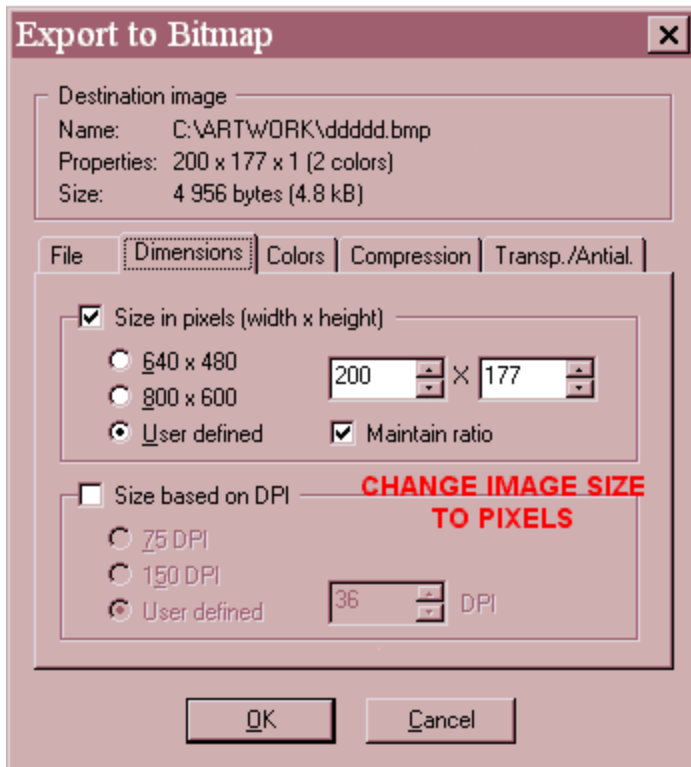 Export to Bitmap
Destination image
Name: C:\ARTWORK\ddddd.bmp
Properties: 200 x 177 x 1 (2 colors)
Size: 4 956 bytes (4.8 kB)
File Dimensions Colors Compression Transp./Antial.
Size in pixels (width x height)
640 x 480
200 X 177
800 x 600
User defined Maintain ratio
Size based on DPI
CHANGE IMAGE SIZE
TO PIXELS
75 DPI
150 DPI
User defined 36 DPI
OK Cancel